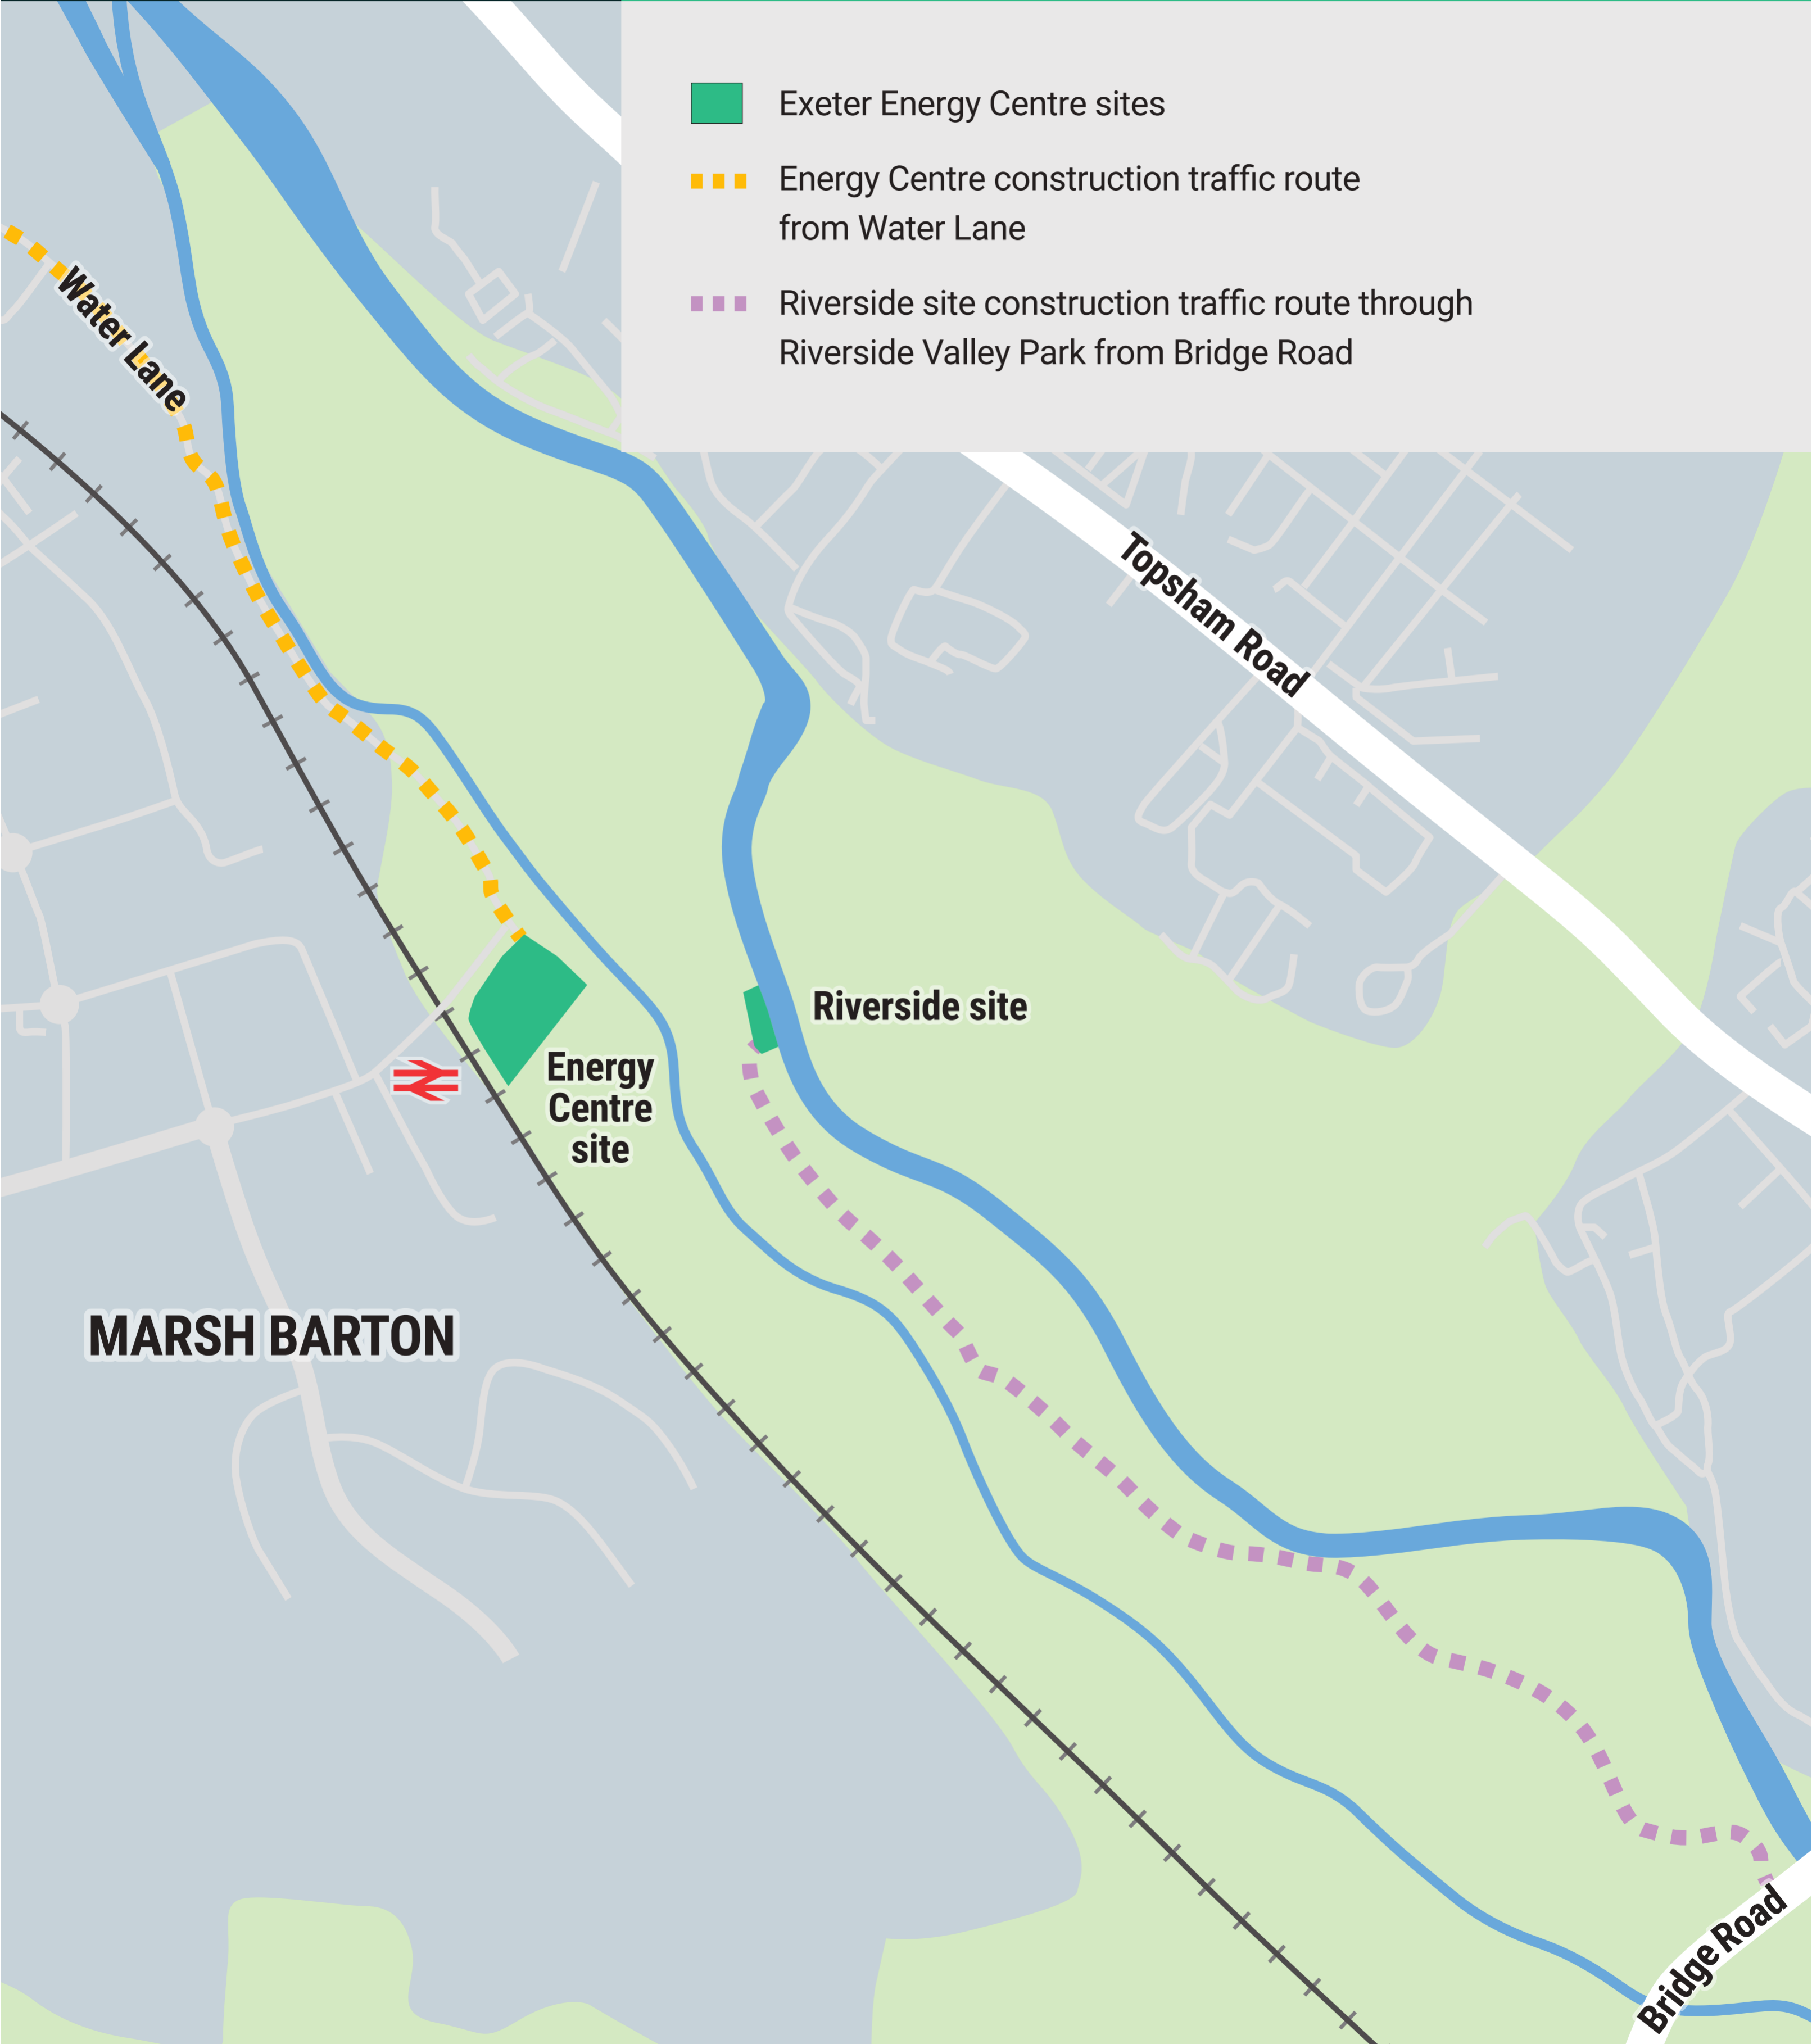 Exeter Energy Centre sites
Energy Centre construction traffic route
from Water Lane
Riverside site construction traffic route through
Riverside Valley Park from Bridge Road
Water Lane
Topsham Road
Riverside site
Energy
Centre
site
MARSH BARTON
Bridge Road